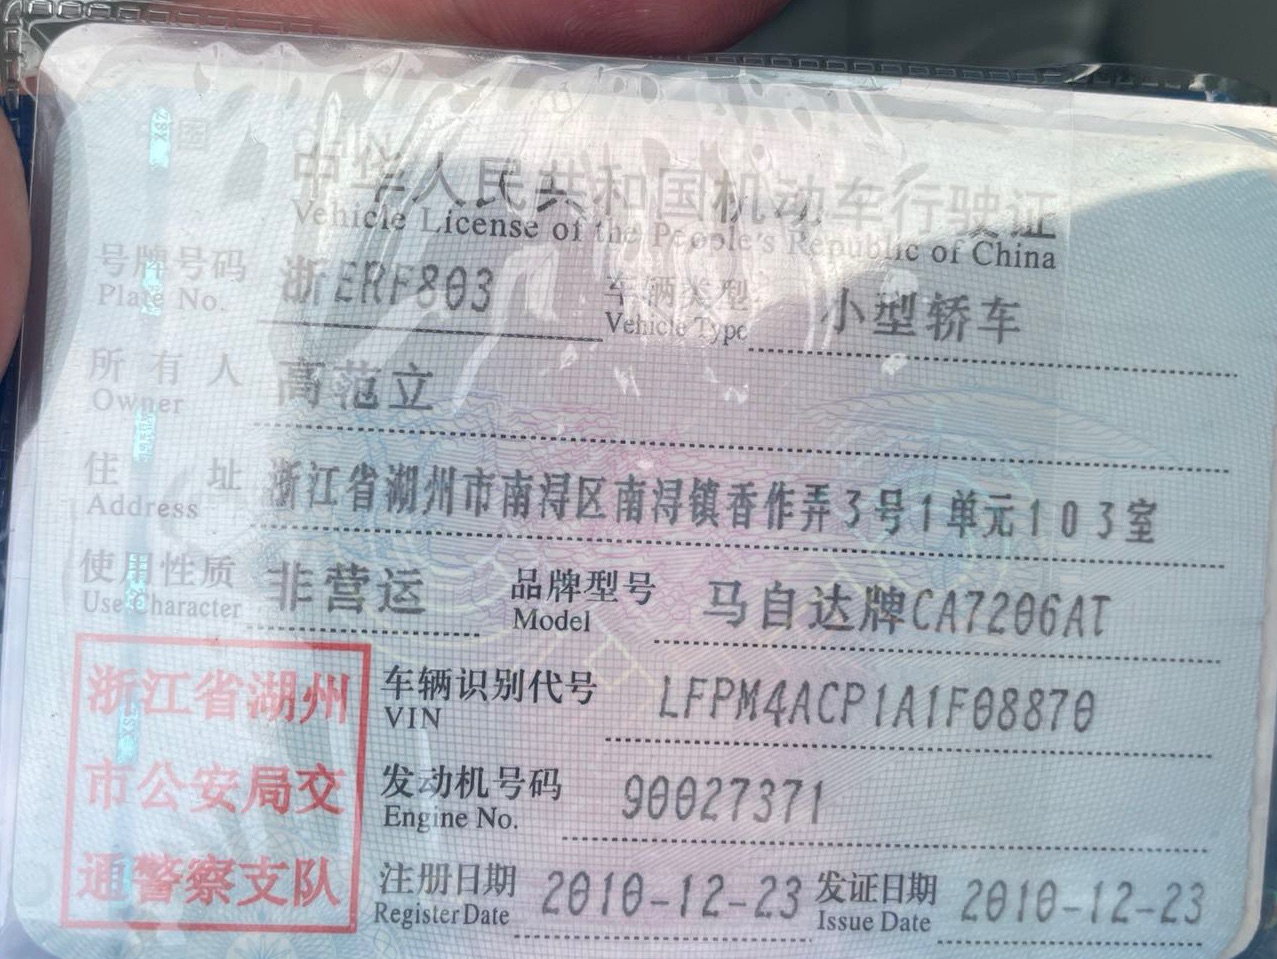 中华人民共和国机动车行驶证
Vehicle License of the People's Republic of China
号牌号码 浙ERF803 车辆类型 小型轿车
Plate No. Vehicle Type
所有人 高范立
Owner
住址 浙江省湖州市南浔区南浔镇香作弄3号1单元103室
Address
使用性质 非营运 品牌型号 马自达牌CA7206AT
Use Character Model
浙江省湖州
市公安局交
通警察支队
车辆识别代号 LFPM4ACP1A1F08870
VIN
发动机号码 90027371
Engine No.
注册日期 2010-12-23 发证日期 2010-12-23
Register Date Issue Date